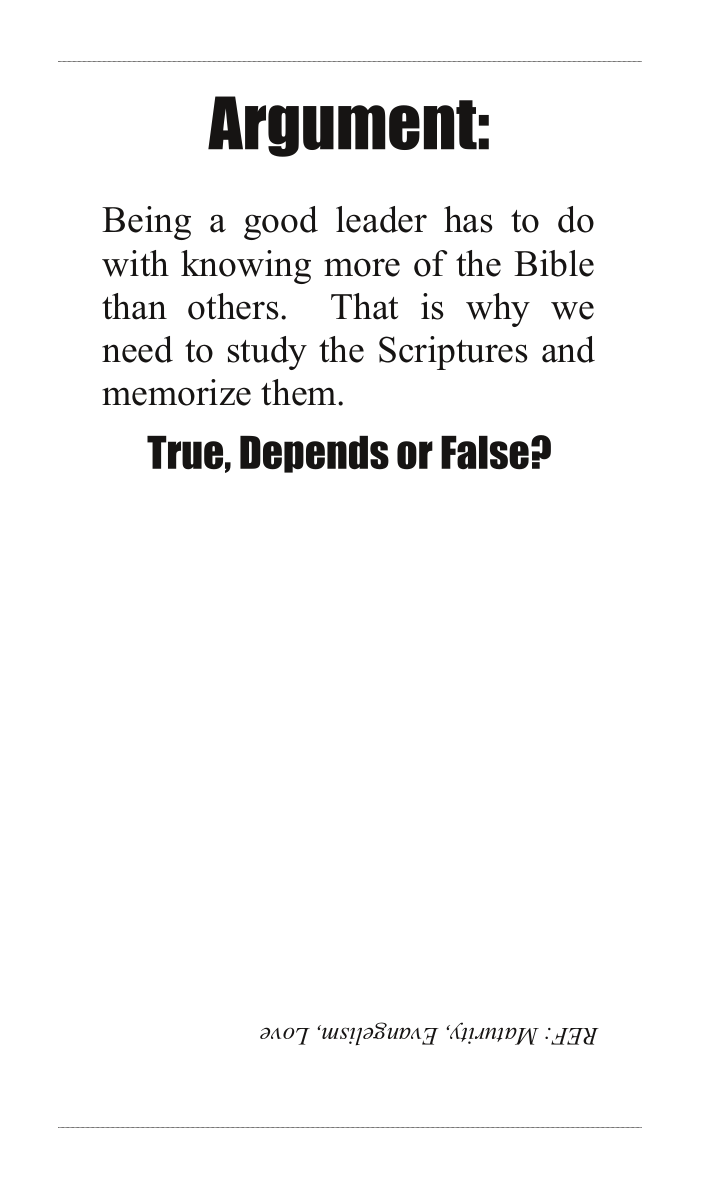 Argument:
Being a good leader has to do
with knowing more of the Bible
than others.  That is why we
need to study the Scriptures and
memorize them.
True, Depends or False?
REF: Maturity, Evangelism, Love